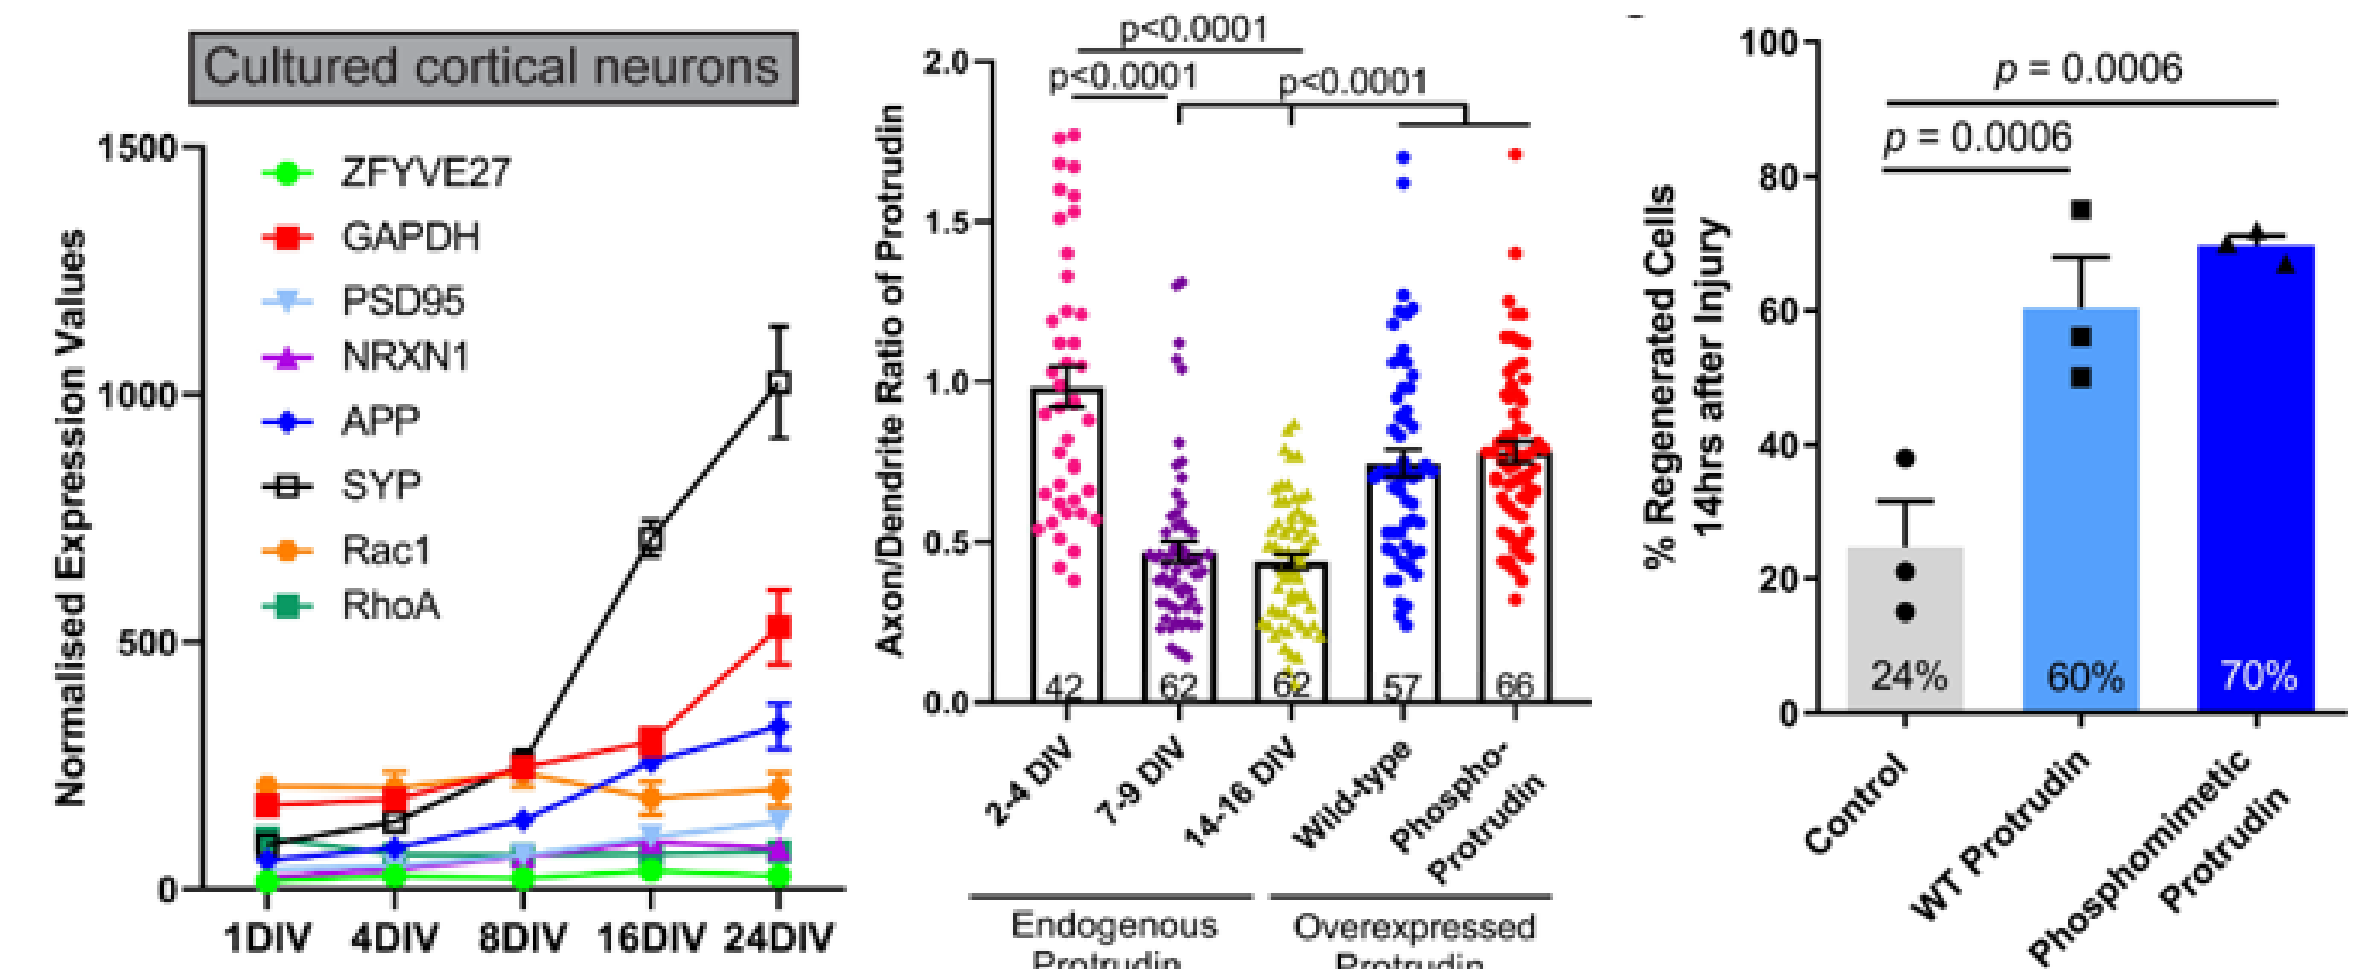 Cultured cortical neurons
Normalised Expression Values
1500
1000
500
0
ZFYVE27
GAPDH
PSD95
NRXN1
APP
SYP
Rac1
RhoA
1DIV 4DIV 8DIV 16DIV 24DIV
Axon/Dendrite Ratio of Protrudin
2.0
1.5
1.0
0.5
0.0
p<0.0001
p<0.0001 p<0.0001
42 62 62 57 66
2-4 DIV
7-9 DIV
14-16 DIV
Wild-type
Phospho-
Protrudin
Endogenous
Protrudin
Overexpressed
Protrudin
% Regenerated Cells
14hrs after Injury
100
80
60
40
20
0
p = 0.0006
p = 0.0006
24% 60% 70%
Control
WT Protrudin
Phosphomimetic
Protrudin